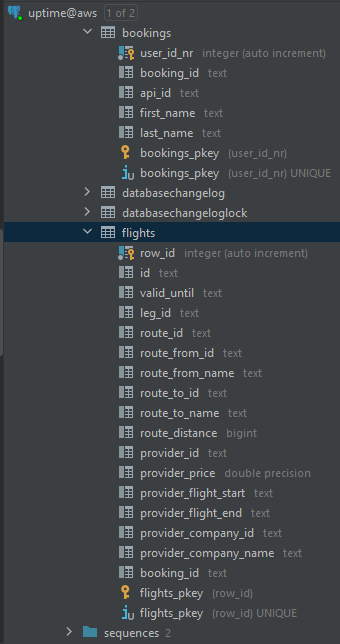 uptime@aws 1 of 2
bookings
user_id_nr integer (auto increment)
booking_id text
api_id text
first_name text
last_name text
bookings_pkey (user_id_nr)
bookings_pkey (user_id_nr) UNIQUE
databasechangelog
databasechangeloglock
flights
row_id integer (auto increment)
id text
valid_until text
leg_id text
route_id text
route_from_id text
route_from_name text
route_to_id text
route_to_name text
route_distance bigint
provider_id text
provider_price double precision
provider_flight_start text
provider_flight_end text
provider_company_id text
provider_company_name text
booking_id text
flights_pkey (row_id)
flights_pkey (row_id) UNIQUE
sequences 2